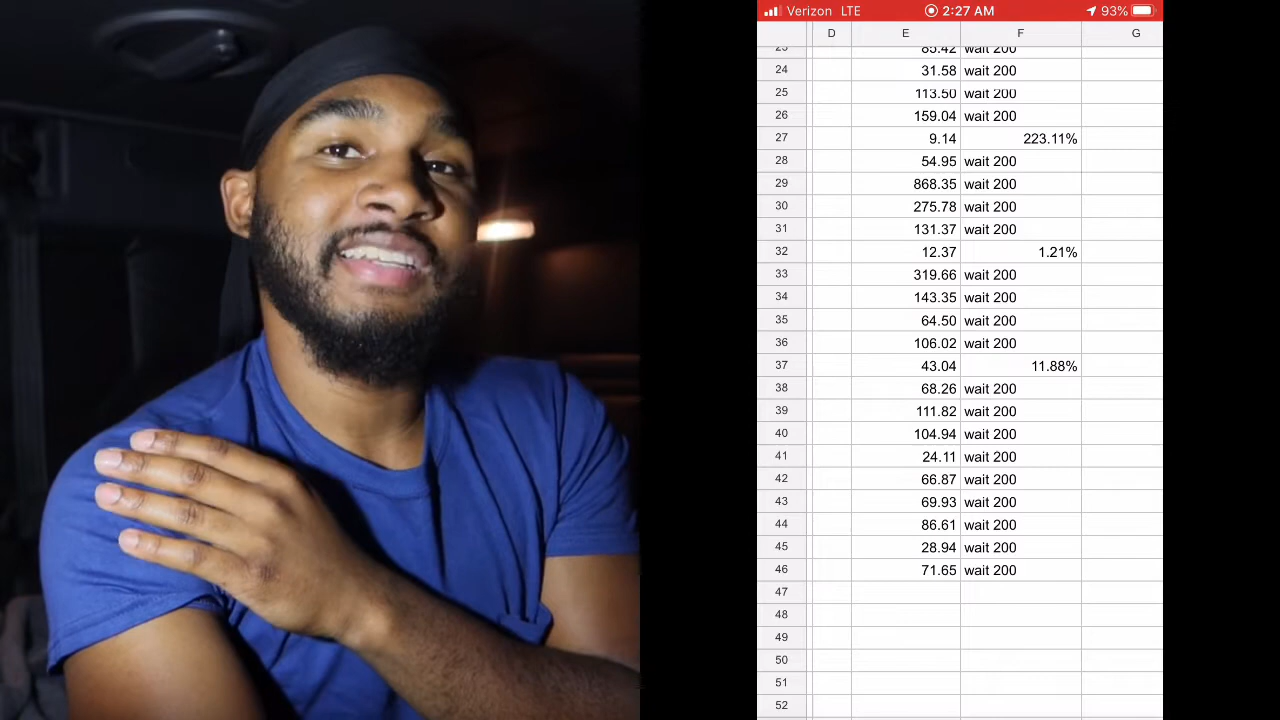 Verizon LTE 2:27 AM 93%
D E F G
23 85.42 wait 200
24 31.58 wait 200
25 113.50 wait 200
26 159.04 wait 200
27 9.14 223.11%
28 54.95 wait 200
29 868.35 wait 200
30 275.78 wait 200
31 131.37 wait 200
32 12.37 1.21%
33 319.66 wait 200
34 143.35 wait 200
35 64.50 wait 200
36 106.02 wait 200
37 43.04 11.88%
38 68.26 wait 200
39 111.82 wait 200
40 104.94 wait 200
41 24.11 wait 200
42 66.87 wait 200
43 69.93 wait 200
44 86.61 wait 200
45 28.94 wait 200
46 71.65 wait 200
47
48
49
50
51
52